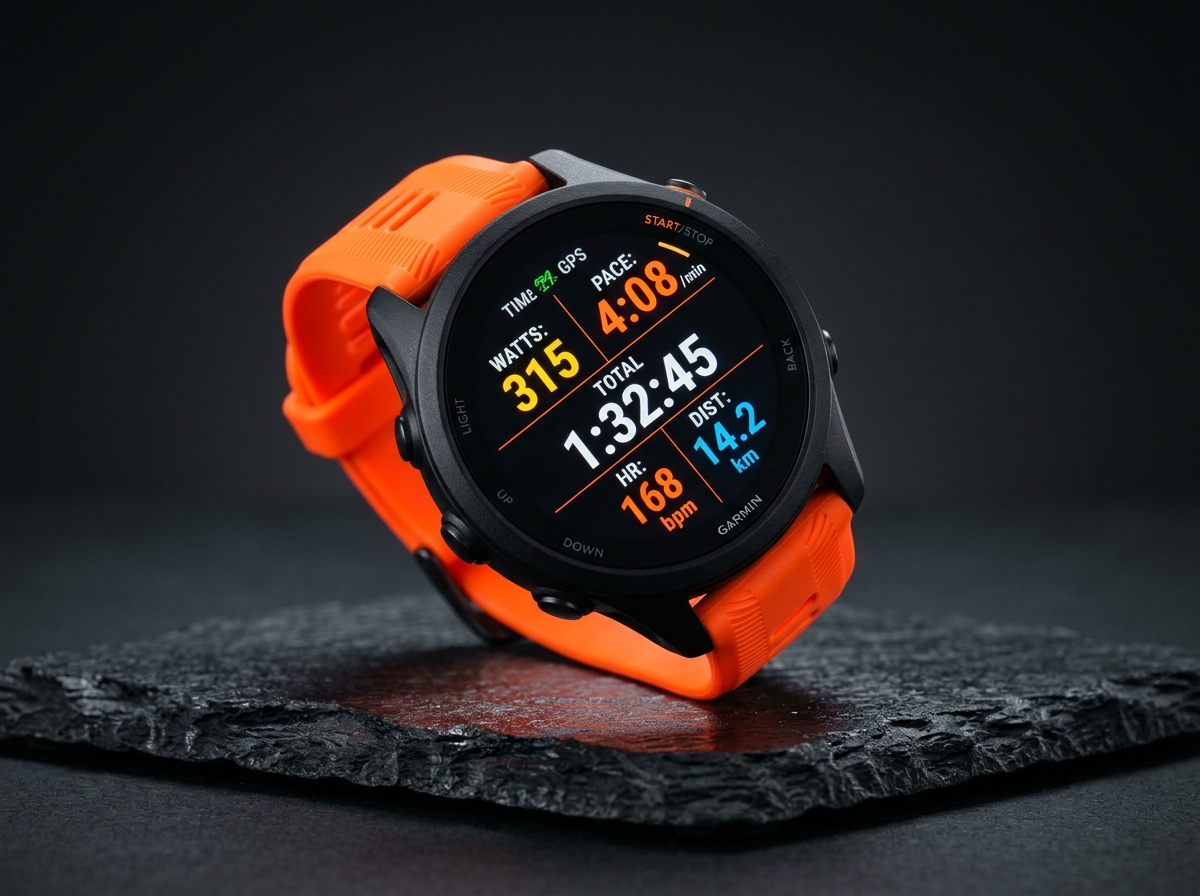 START/STOP
TIME GPS
PACE:
4:08 /min
WATTS:
315
TOTAL
1:32:45
DIST:
14.2
km
HR:
168
bpm
LIGHT
UP
DOWN
BACK
GARMIN